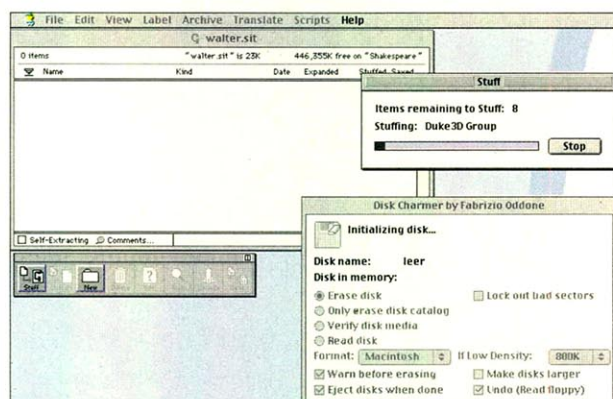 File Edit View Label Archive Translate Scripts Help
walter.sit
0 items "walter.sit" is 23K 446,355K free on "Shakespeare"
Name Kind Date Expanded Stuffed Saved
Self-Extracting Comments...
Stuff New
Stuff
Items remaining to Stuff: 8
Stuffing: Duke3D Group
Stop
Disk Charmer by Fabrizio Oddone
Initializing disk...
Disk name: leer
Disk in memory:
Erase disk Lock out bad sectors
Only erase disk catalog
Verify disk media
Read disk
Format: Macintosh If Low Density: 800K
Warn before erasing Make disks larger
Eject disks when done Undo (Read floppy)